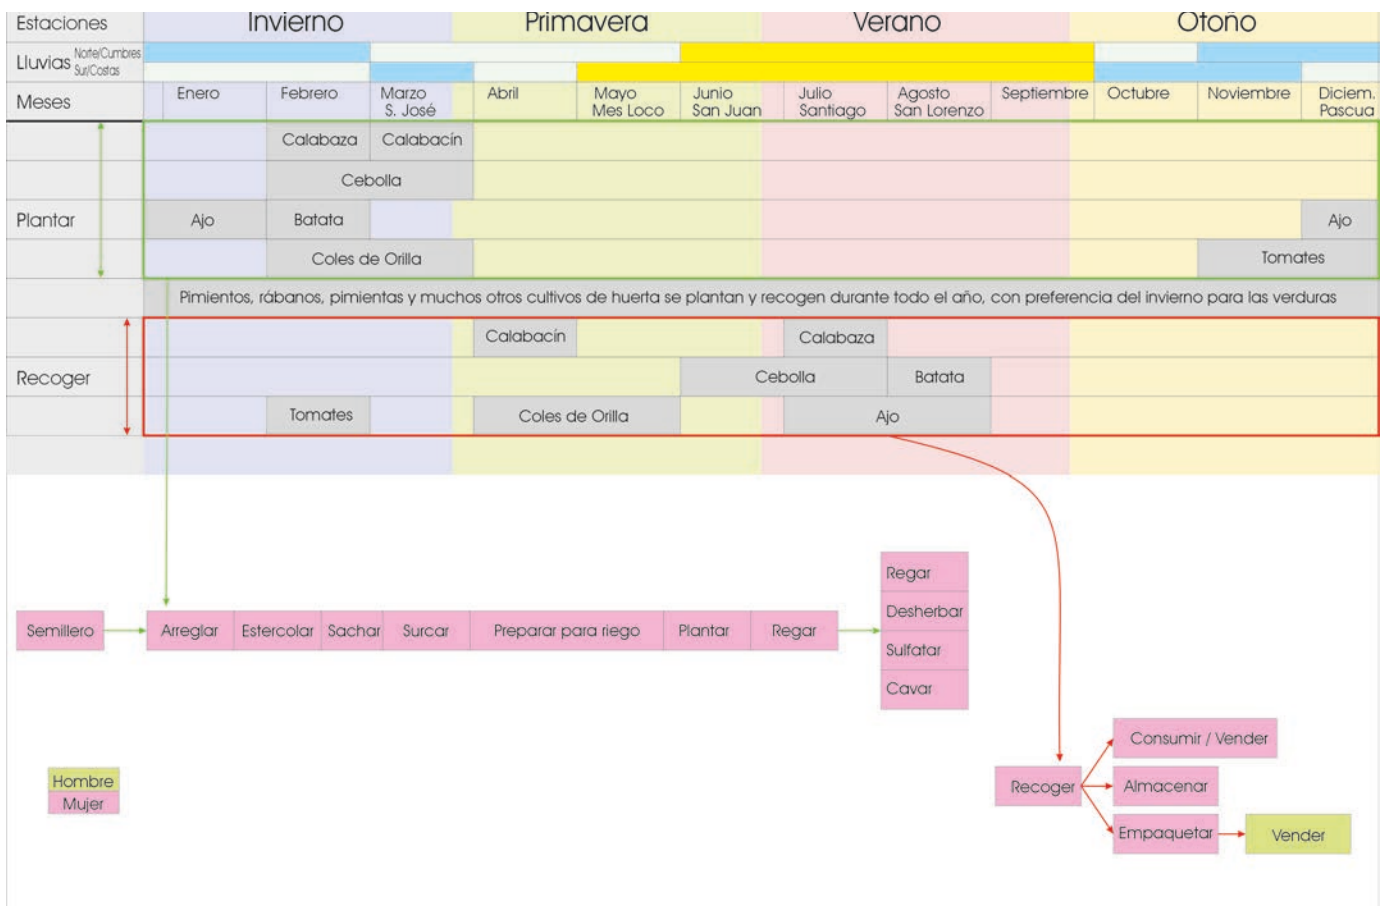 Estaciones Invierno Primavera Verano Otoño
Lluvias Norte/Cumbres
Sur/Costas
Meses Enero Febrero Marzo Abril Mayo Junio Julio Agosto Septiembre Octubre Noviembre Diciem.
S. José Mes Loco San Juan Santiago San Lorenzo Pascua
Calabaza Calabacín
Cebolla
Plantar Ajo Batata Ajo
Coles de Orilla Tomates
Pimientos, rábanos, pimientas y muchos otros cultivos de huerta se plantan y recogen durante todo el año, con preferencia del invierno para las verduras
Calabacín Calabaza
Recoger Cebolla Batata
Tomates Coles de Orilla Ajo
Semillero Arreglar Estercolar Sachar Surcar Preparar para riego Plantar Regar
Regar
Desherbar
Sulfatar
Cavar
Recoger
Consumir / Vender
Almacenar
Empaquetar Vender
Hombre
Mujer